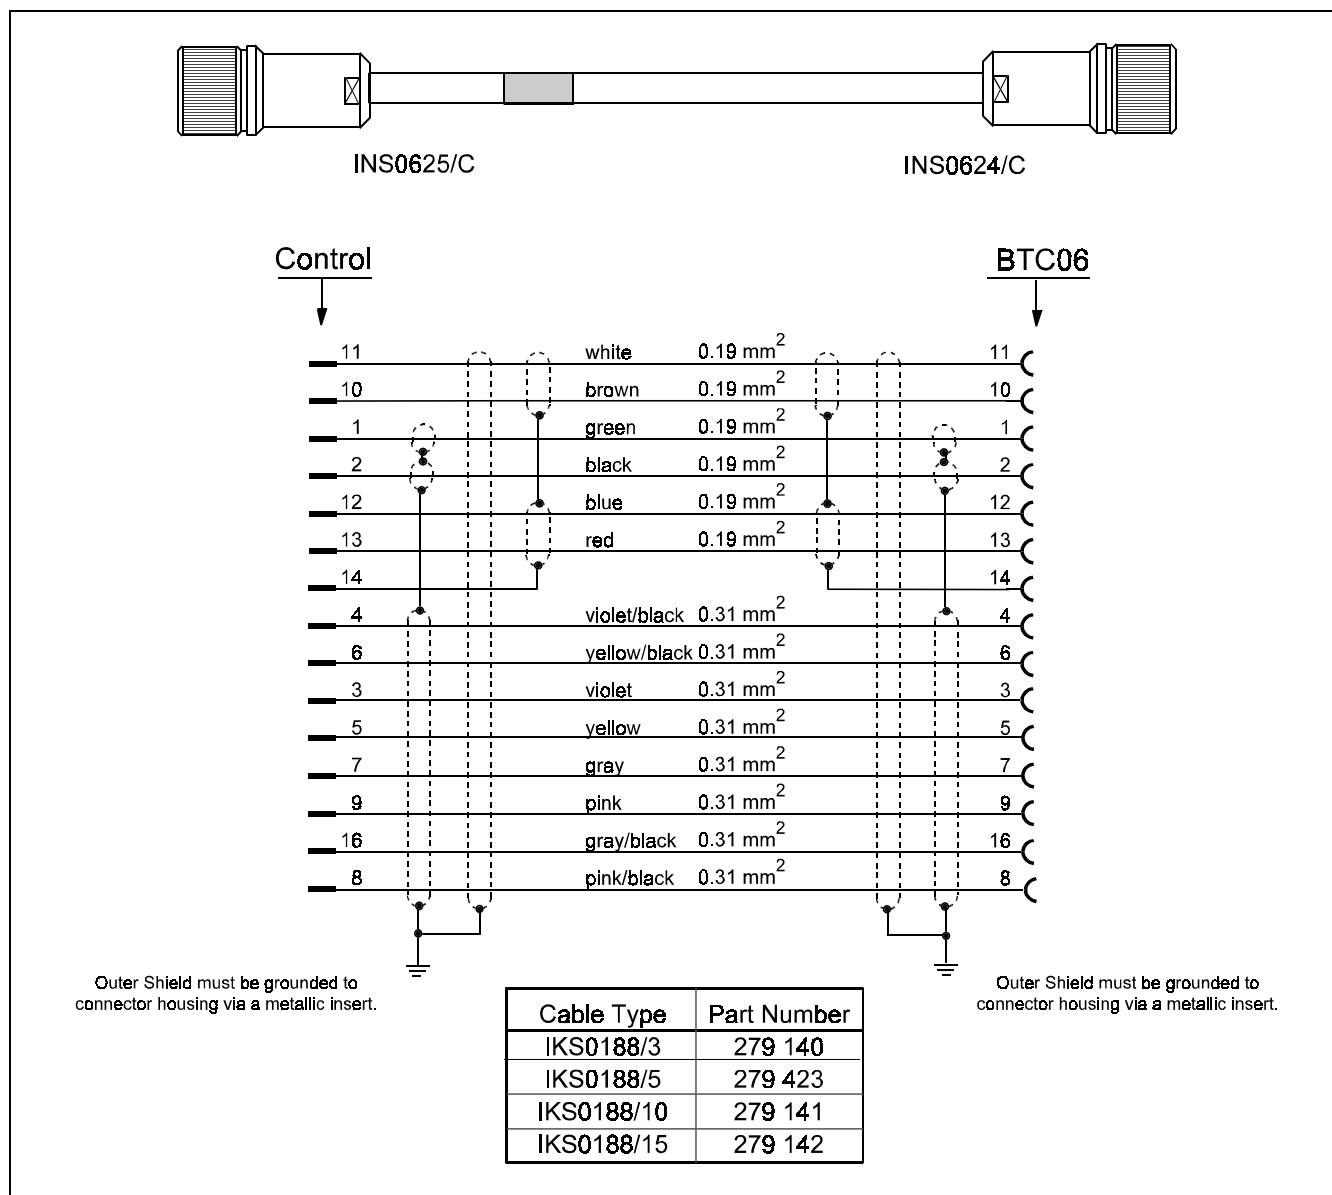 INS0625/C INS0624/C
Control BTC06
11 white 0.19 mm² 11
10 brown 0.19 mm² 10
1 green 0.19 mm² 1
2 black 0.19 mm² 2
12 blue 0.19 mm² 12
13 red 0.19 mm² 13
14 14
4 violet/black 0.31 mm² 4
6 yellow/black 0.31 mm² 6
3 violet 0.31 mm² 3
5 yellow 0.31 mm² 5
7 gray 0.31 mm² 7
9 pink 0.31 mm² 9
16 gray/black 0.31 mm² 16
8 pink/black 0.31 mm² 8
Outer Shield must be grounded to
connector housing via a metallic insert.
Outer Shield must be grounded to
connector housing via a metallic insert.
Cable Type Part Number
IKS0188/3 279 140
IKS0188/5 279 423
IKS0188/10 279 141
IKS0188/15 279 142